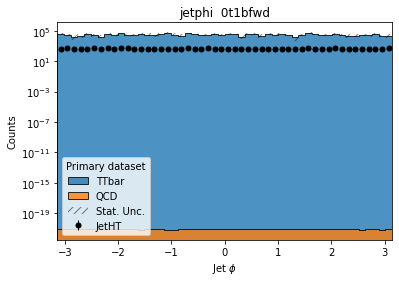 jetphi 0t1bfwd
Counts
10⁵
10¹
10⁻³
10⁻⁷
10⁻¹¹
10⁻¹⁵
10⁻¹⁹
Primary dataset
TTbar
QCD
Stat. Unc.
JetHT
−3 −2 −1 0 1 2 3
Jet ϕ